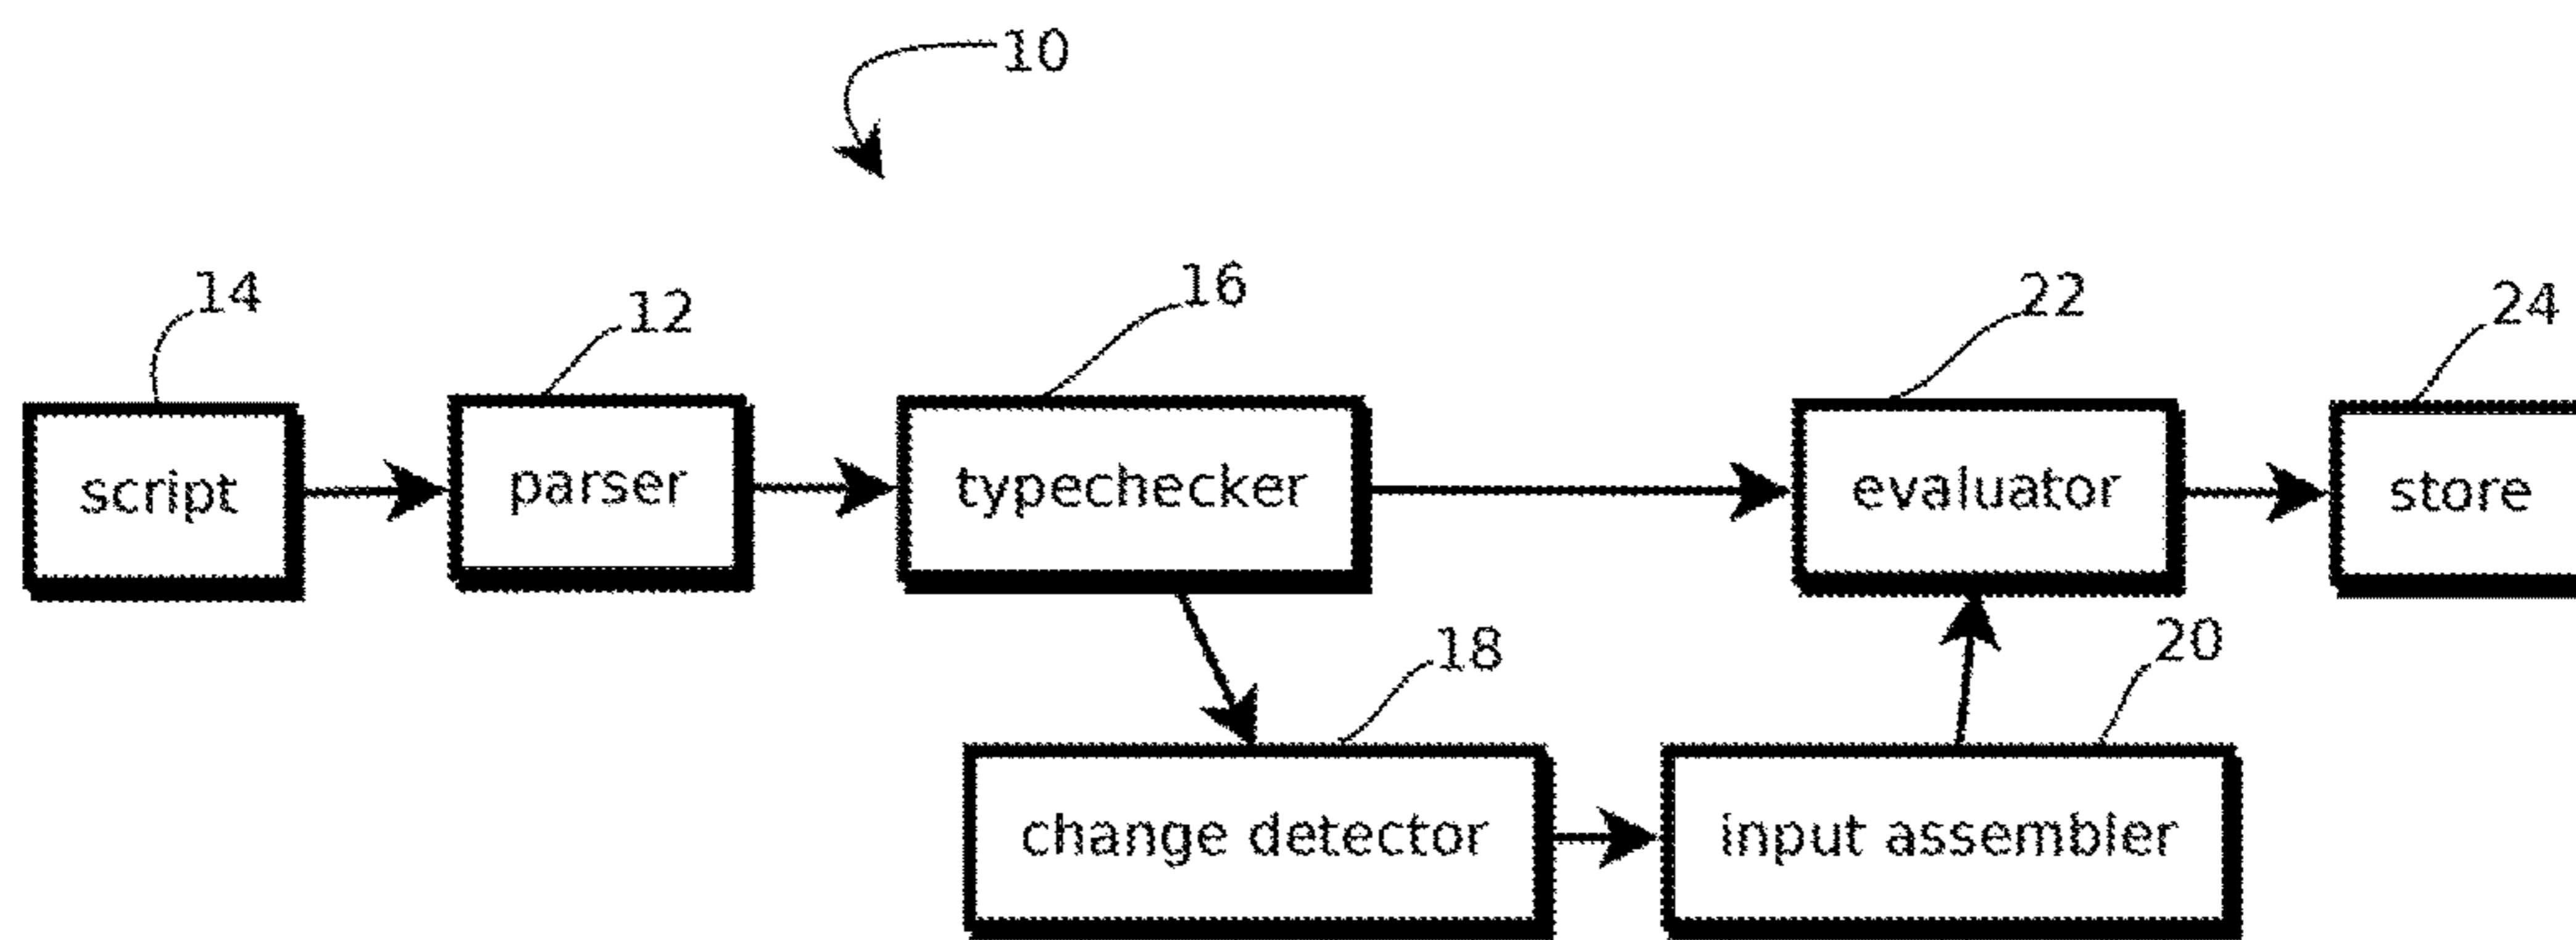 10
14
12
16
22
24
script
parser
typechecker
evaluator
store
18
20
change detector
input assembler